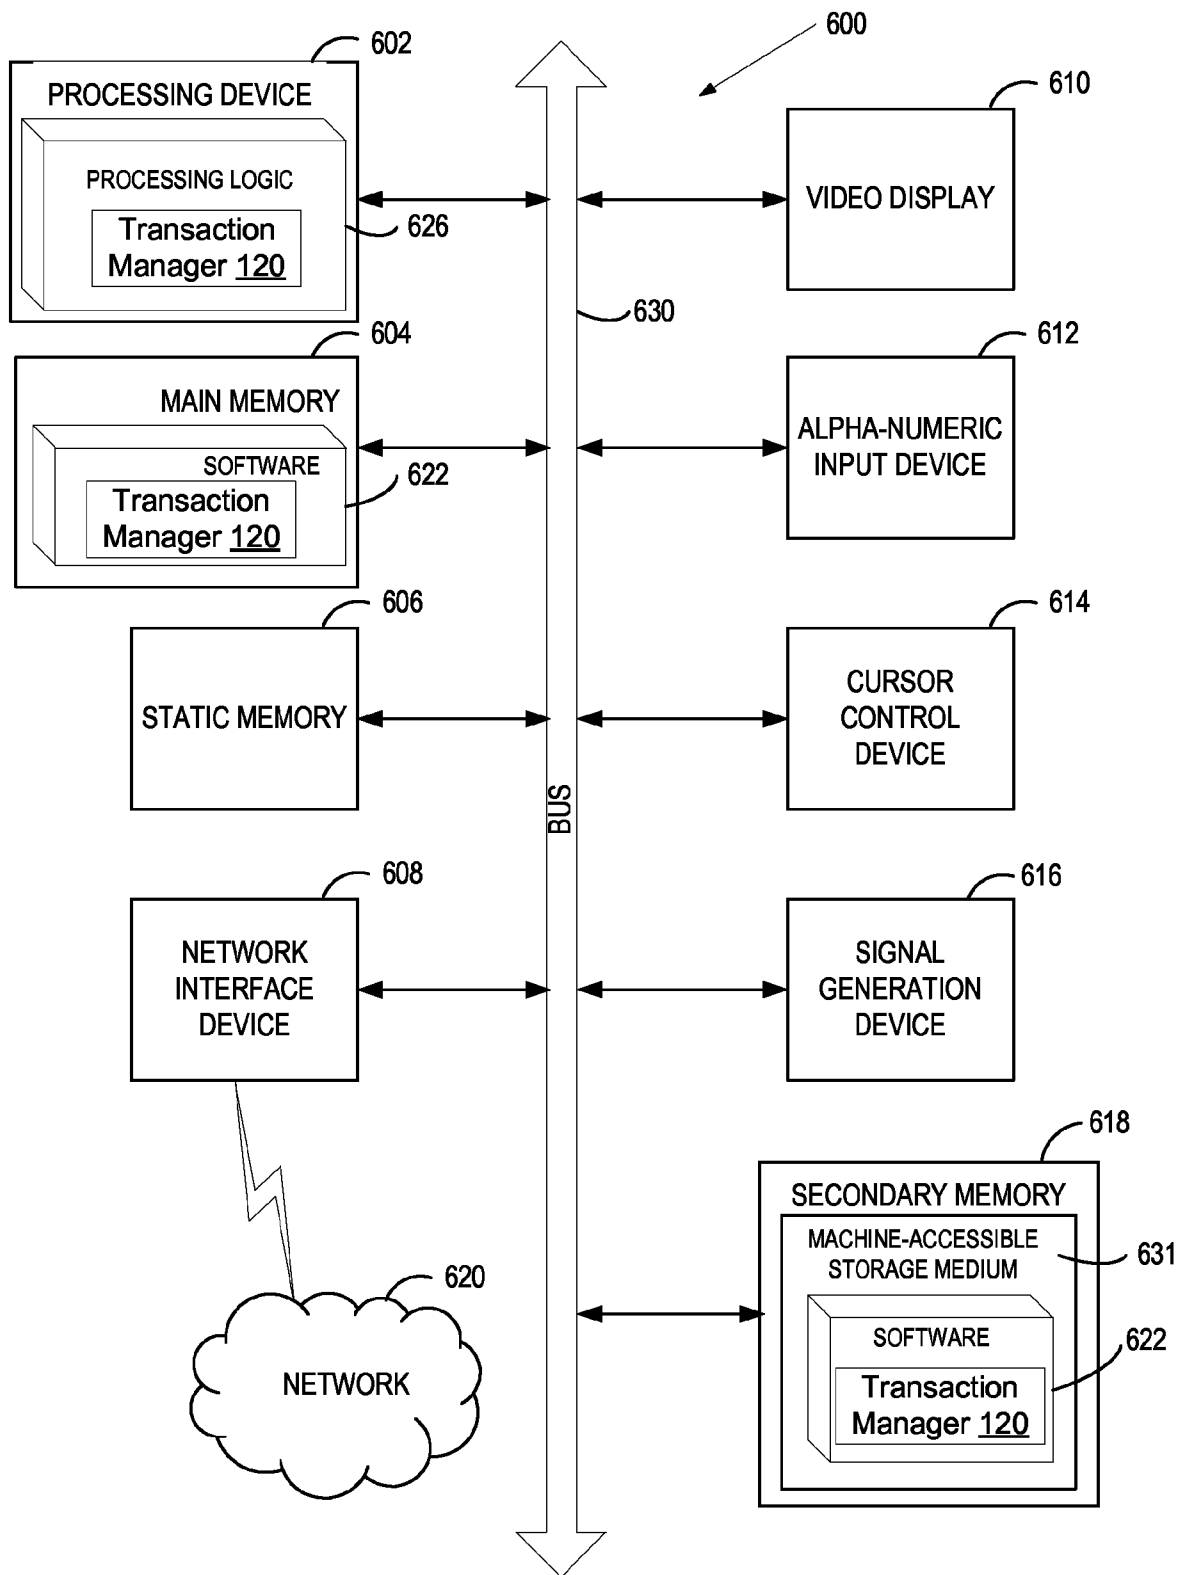 602
PROCESSING DEVICE
PROCESSING LOGIC
Transaction
Manager 120
626
604
MAIN MEMORY
SOFTWARE
Transaction
Manager 120
622
606
STATIC MEMORY
608
NETWORK
INTERFACE
DEVICE
620
NETWORK
BUS
630
600
610
VIDEO DISPLAY
612
ALPHA-NUMERIC
INPUT DEVICE
614
CURSOR
CONTROL
DEVICE
616
SIGNAL
GENERATION
DEVICE
618
SECONDARY MEMORY
MACHINE-ACCESSIBLE
STORAGE MEDIUM
631
SOFTWARE
Transaction
Manager 120
622